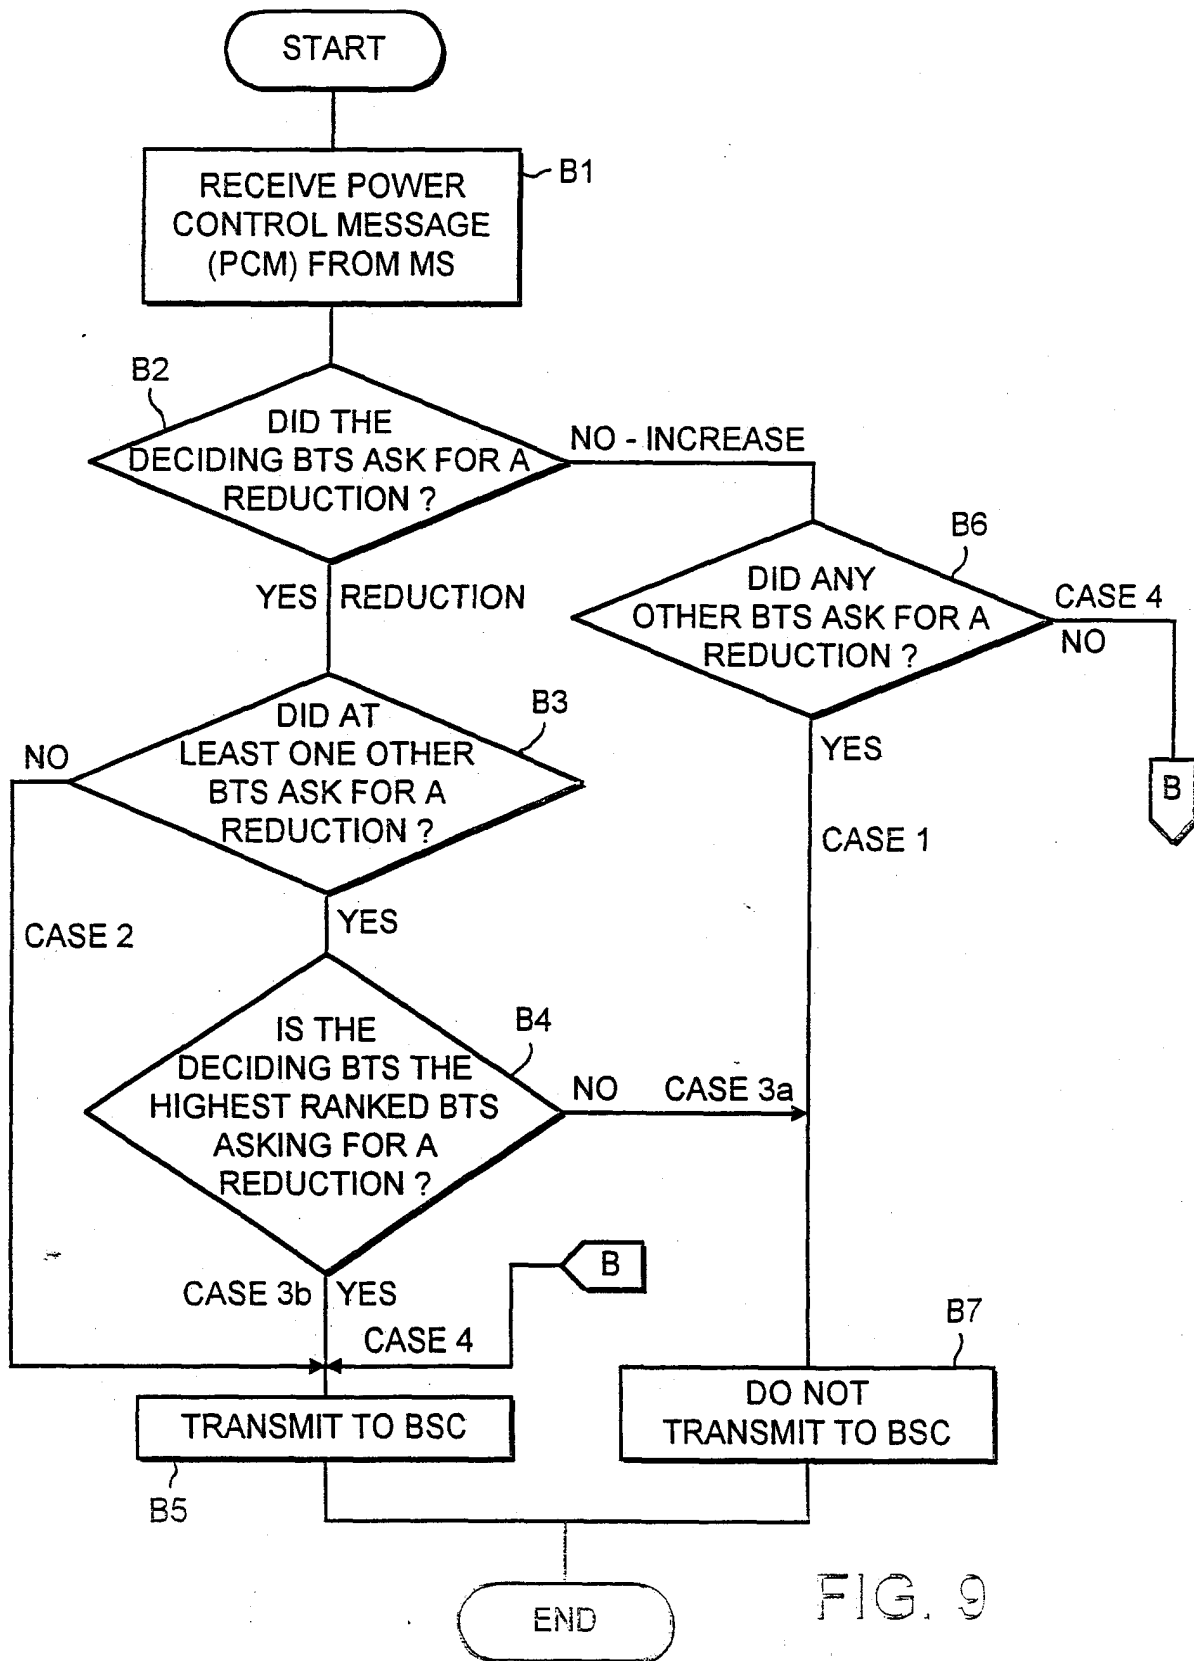 START
RECEIVE POWER
CONTROL MESSAGE
(PCM) FROM MS
B1
B2
DID THE
DECIDING BTS ASK FOR A
REDUCTION ?
NO - INCREASE
YES REDUCTION
B6
DID ANY
OTHER BTS ASK FOR A
REDUCTION ?
CASE 4
NO
B
YES
CASE 1
B3
DID AT
LEAST ONE OTHER
BTS ASK FOR A
REDUCTION ?
NO
CASE 2
YES
B4
IS THE
DECIDING BTS THE
HIGHEST RANKED BTS
ASKING FOR A
REDUCTION ?
NO CASE 3a
CASE 3b YES
B
CASE 4
B7
TRANSMIT TO BSC
B5
DO NOT
TRANSMIT TO BSC
END
FIG. 9